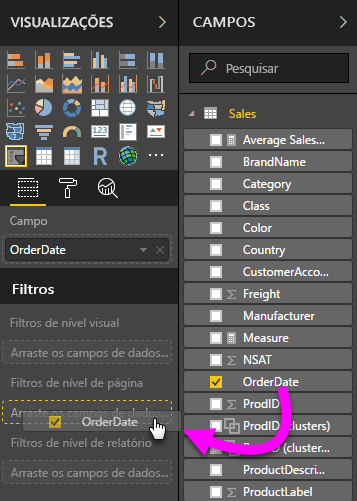 VISUALIZAÇÕES
CAMPOS
Pesquisar
123
R
Campo
OrderDate
Filtros
Filtros de nível visual
Arraste os campos de dados...
Filtros de nível de página
Arraste os campos de dados...
OrderDate
Filtros de nível de relatório
Arraste os campos de dados...
Sales
Average Sales...
BrandName
Category
Class
Color
Country
CustomerAcco...
Σ Freight
Manufacturer
Measure
Σ NSAT
OrderDate
Σ ProdID
ProdID (clusters)
(cluster...
ProductDescri...
Σ ProductLabel